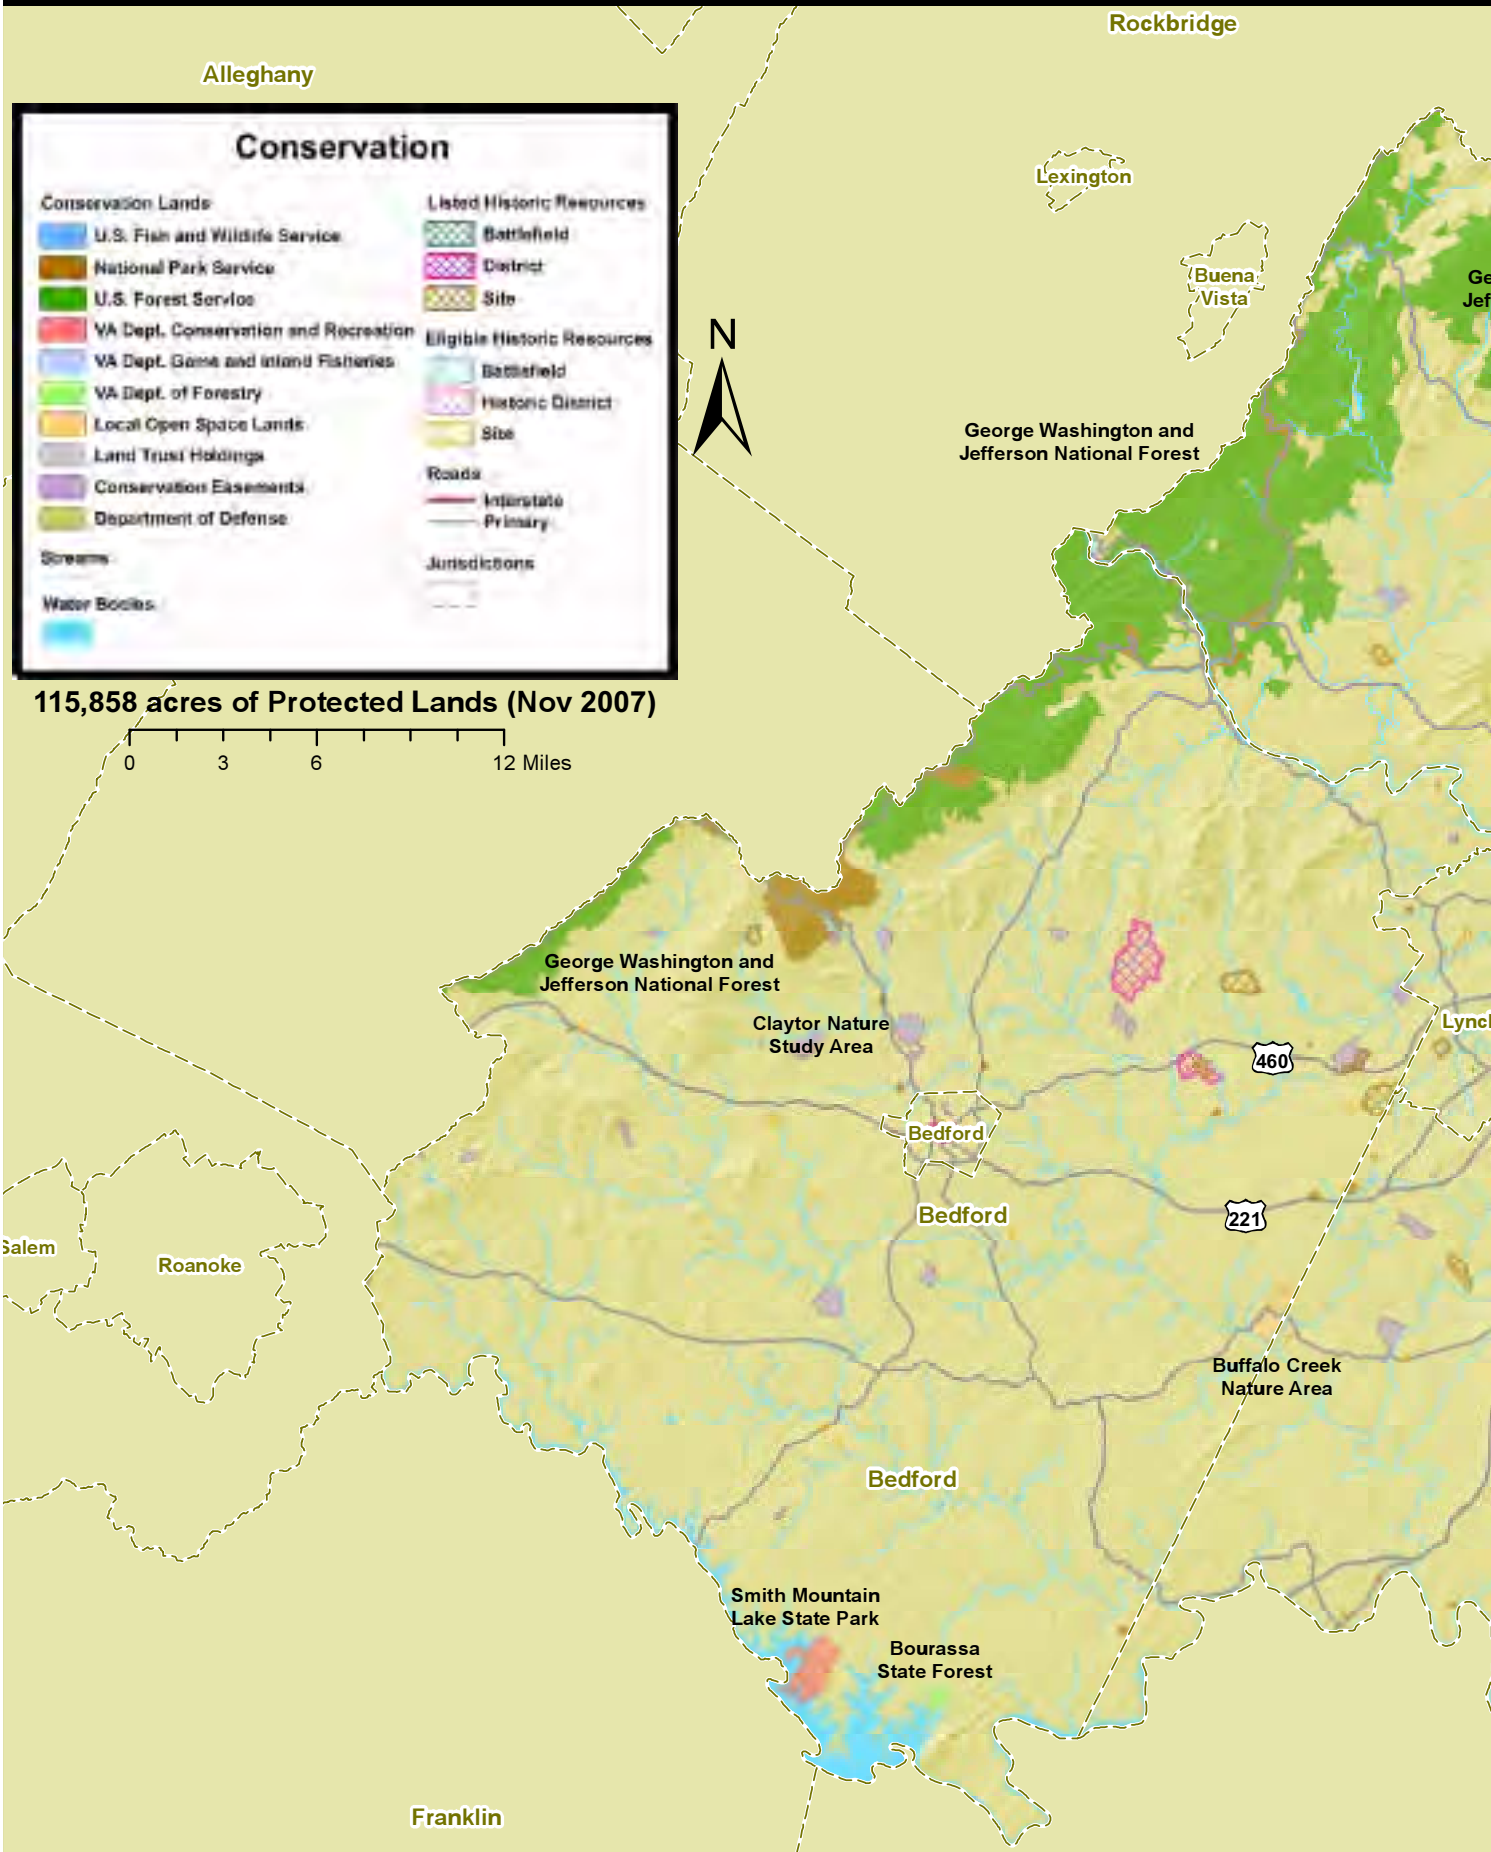 Rockbridge
Alleghany
Conservation
Conservation Lands
U.S. Fish and Wildlife Service
National Park Service
U.S. Forest Service
VA Dept. Conservation and Recreation
VA Dept. Game and Inland Fisheries
VA Dept. of Forestry
Local Open Space Lands
Land Trust Holdings
Conservation Easements
Department of Defense
Streams
Water Bodies
Listed Historic Resources
Battlefield
District
Site
Eligible Historic Resources
Battlefield
Historic District
Site
Roads
Interstate
Primary
Jurisdictions
115,858 acres of Protected Lands (Nov 2007)
0 3 6 12 Miles
N
Lexington
Buena
Vista
Ge
Jef
George Washington and
Jefferson National Forest
George Washington and
Jefferson National Forest
Claytor Nature
Study Area
Lync
460
Bedford
Bedford
221
Salem
Roanoke
Buffalo Creek
Nature Area
Bedford
Smith Mountain
Lake State Park
Bourassa
State Forest
Franklin